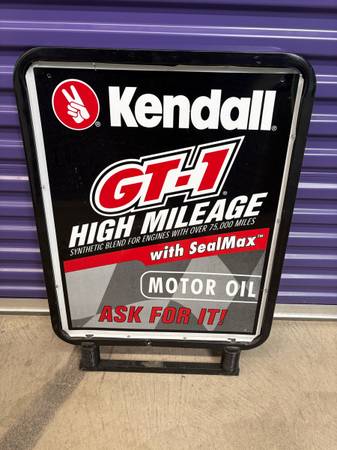 Kendall®
GT-1®
HIGH MILEAGE
SYNTHETIC BLEND FOR ENGINES WITH OVER 75,000 MILES
with SealMax™
MOTOR OIL
ASK FOR IT!